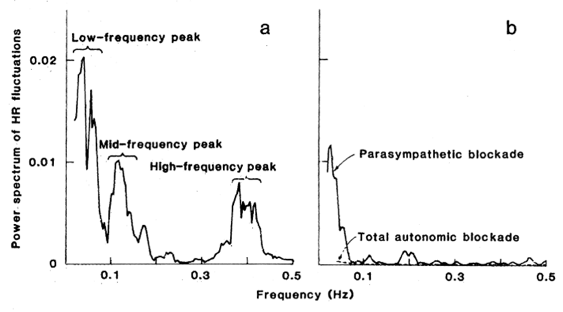 a
b
Low-frequency peak
0.02
Mid-frequency peak
0.01
High-frequency peak
Parasympathetic blockade
Total autonomic blockade
0
0.1
0.3
0.5
0.1
0.3
0.5
Frequency (Hz)
Power spectrum of HR fluctuations